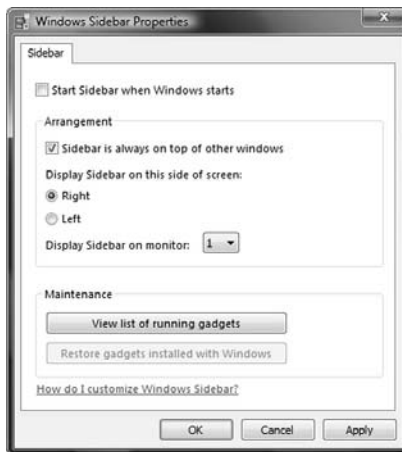 Windows Sidebar Properties
Sidebar
Start Sidebar when Windows starts
Arrangement
Sidebar is always on top of other windows
Display Sidebar on this side of screen:
Right
Left
Display Sidebar on monitor: 1
Maintenance
View list of running gadgets
Restore gadgets installed with Windows
How do I customize Windows Sidebar?
OK Cancel Apply